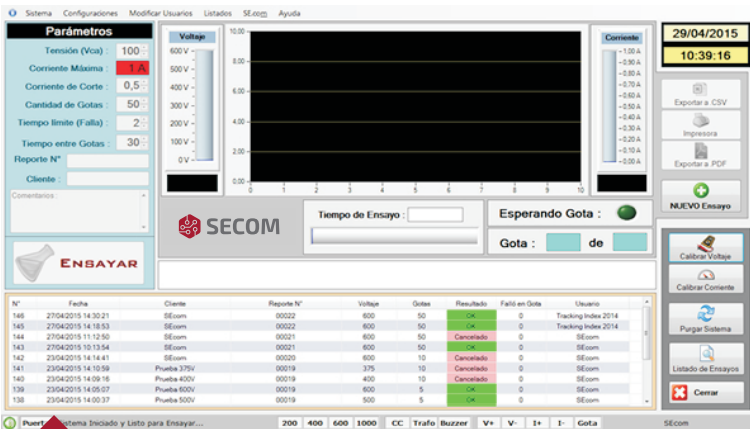 Sistema Configuraciones Modificar Usuarios Listados SE.com Ayuda
Parámetros
Tensión (Vca) : 100
Corriente Máxima : 1 A
Corriente de Corte : 0,5
Cantidad de Gotas : 50
Tiempo límite (Falla) : 2
Tiempo entre Gotas : 30
Reporte N°
Cliente :
Comentarios :
ENSAYAR
Voltaje
600 V
500 V
400 V
300 V
200 V
100 V
0 V
10.00
8.00
6.00
4.00
2.00
0.00
0 1 2 3 4 5 6 7 8 9 10
Corriente
1,00 A
0,90 A
0,80 A
0,70 A
0,60 A
0,50 A
0,40 A
0,30 A
0,20 A
0,10 A
0,00 A
SECOM
Tiempo de Ensayo :
Esperando Gota :
Gota : de
29/04/2015
10:39:16
Exportar a CSV
Impresora
Exportar a PDF
NUEVO Ensayo
Calibrar Voltaje
Calibrar Corriente
Purgar Sistema
Listado de Ensayos
Cerrar
N° Fecha Cliente Reporte N° Voltaje Gotas Resultado Falló en Gota Usuario
146 27/04/2015 14:30:21 SEcom 00022 600 50 OK 0 Tracking Index 2014
145 27/04/2015 14:18:53 SEcom 00022 600 50 OK 0 Tracking Index 2014
144 27/04/2015 11:12:50 SEcom 00021 600 50 Cancelado 0 SEcom
143 27/04/2015 10:13:54 SEcom 00021 600 50 OK 0 SEcom
142 23/04/2015 14:14:41 SEcom 00020 600 10 Cancelado 0 SEcom
141 23/04/2015 14:10:59 Prueba 375V 00019 375 10 Cancelado 0 SEcom
140 23/04/2015 14:09:16 Prueba 400V 00019 400 10 Cancelado 0 SEcom
139 23/04/2015 14:05:07 Prueba 600V 00019 600 5 OK 0 SEcom
138 23/04/2015 14:00:37 Prueba 500V 00019 500 5 OK 0 SEcom
Puert istema Iniciado y Listo para Ensayar... 200 400 600 1000 CC Trafo Buzzer V+ V- I+ I- Gota SEcom